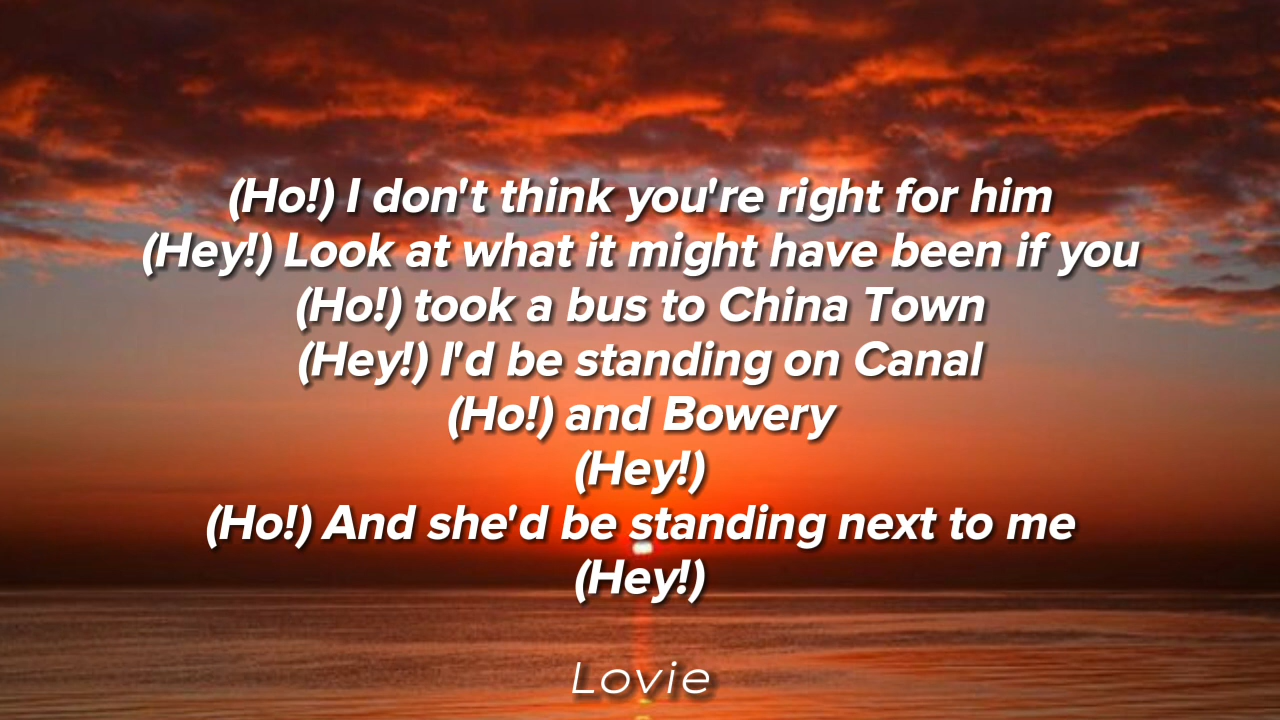 (Ho!) I don't think you're right for him
(Hey!) Look at what it might have been if you
(Ho!) took a bus to China Town
(Hey!) I'd be standing on Canal
(Ho!) and Bowery
(Hey!)
(Ho!) And she'd be standing next to me
(Hey!)
Lovie